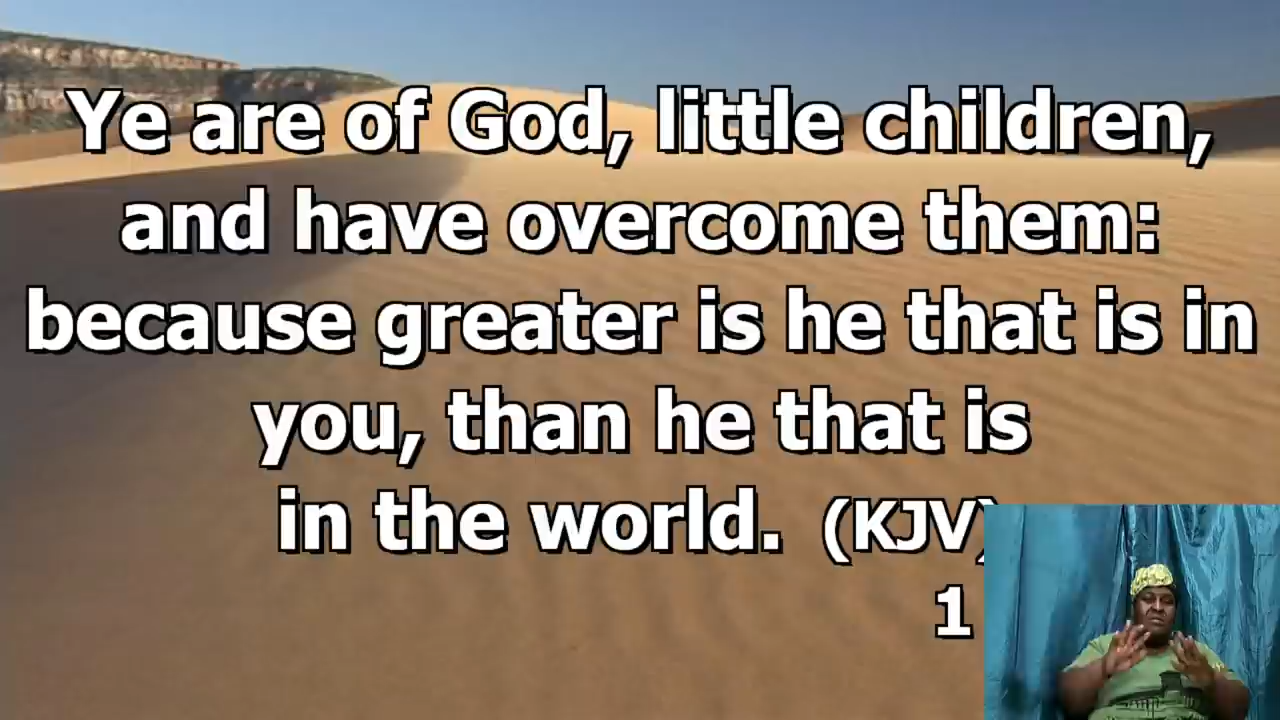 Ye are of God, little children,
and have overcome them:
because greater is he that is in
you, than he that is
in the world. (KJV)
1